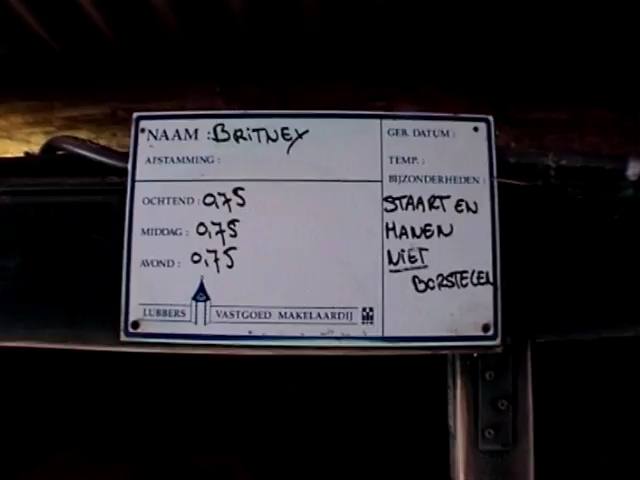 NAAM : BRITNEY
AFSTAMMING :
OCHTEND : 0,75
MIDDAG : 0,75
AVOND : 0,75
LUBBERS VASTGOED MAKELAARDIJ
GEB. DATUM :
TEMP. :
BIJZONDERHEDEN :
STAART EN
MANEN
NIET
BORSTELEN